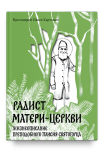 РАДИСТ
МАТЕРИ-ЦЕРКВИ
ЖИЗНЕОПИСАНИЕ
ПРЕПОДОБНОГО ПАИСИЯ СВЯТОГОРЦА